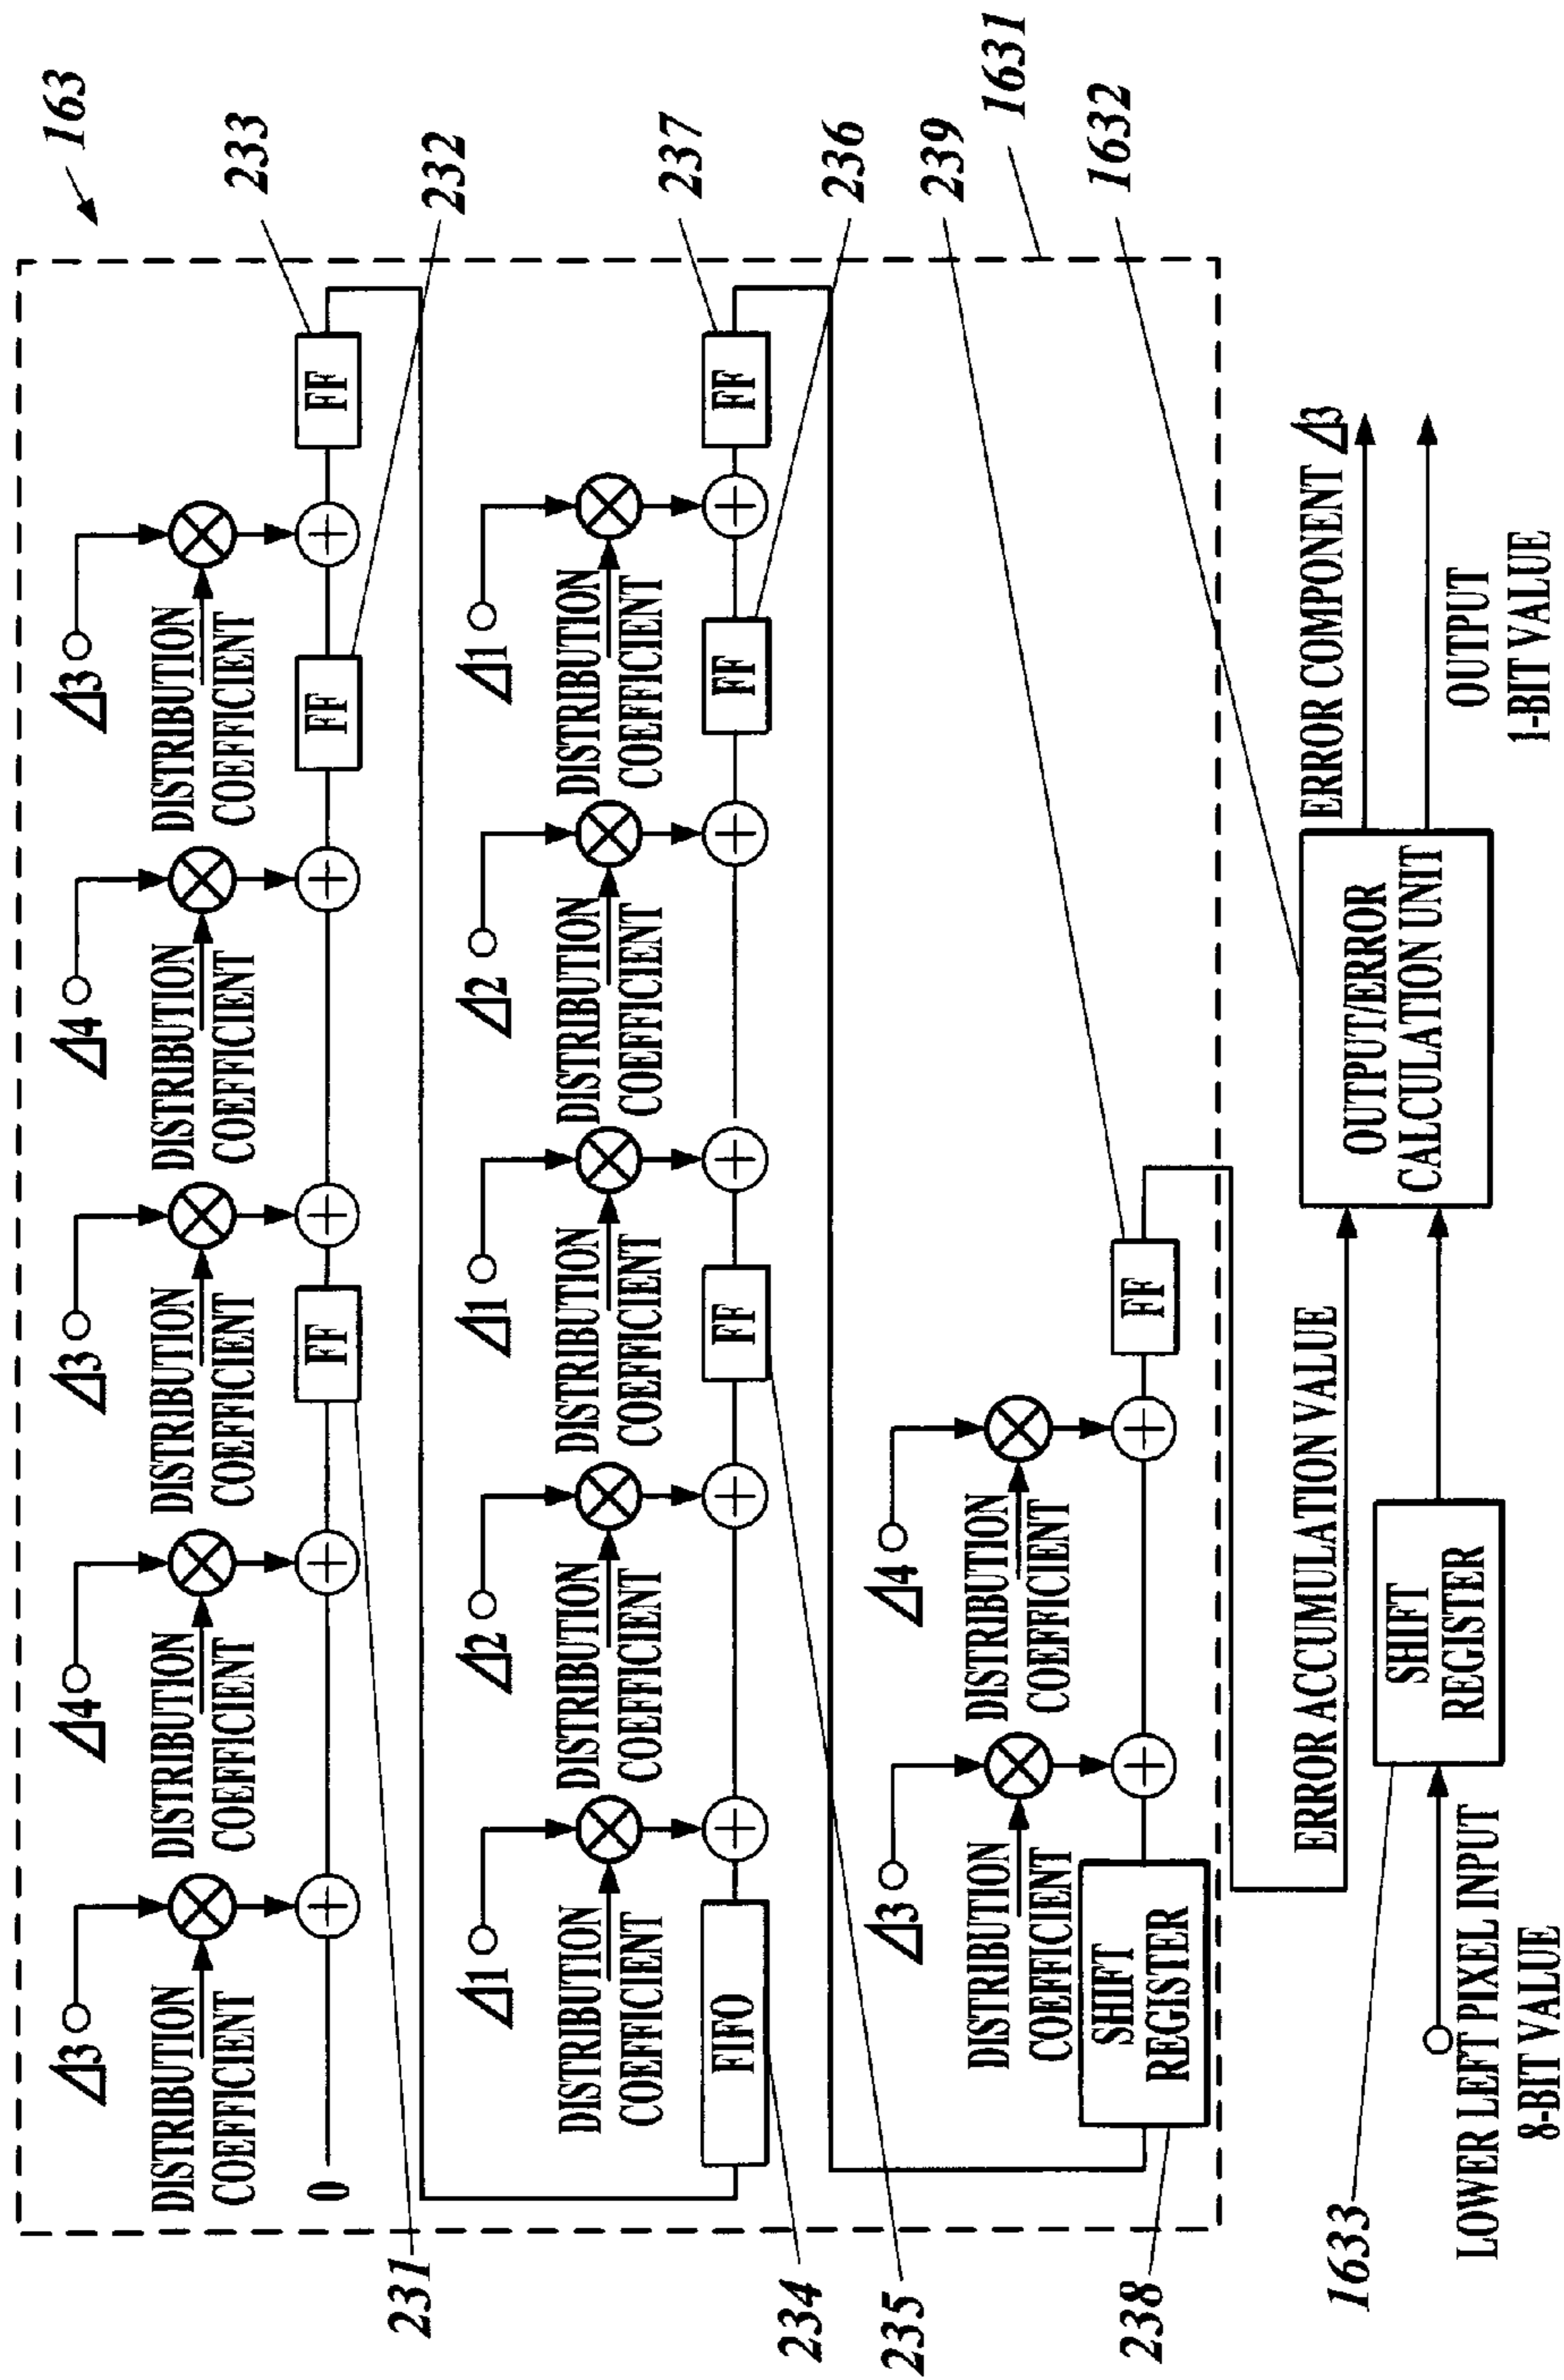 163
233
232
Δ3
Δ4
Δ3
Δ4
Δ3
DISTRIBUTION
COEFFICIENT
DISTRIBUTION
COEFFICIENT
DISTRIBUTION
COEFFICIENT
DISTRIBUTION
COEFFICIENT
DISTRIBUTION
COEFFICIENT
0
FF
FF
FF
231
237
236
Δ1
Δ2
Δ1
Δ2
Δ1
DISTRIBUTION
COEFFICIENT
DISTRIBUTION
COEFFICIENT
DISTRIBUTION
COEFFICIENT
DISTRIBUTION
COEFFICIENT
DISTRIBUTION
COEFFICIENT
FIFO
FF
FF
FF
234
235
239
1631
1632
Δ3
Δ4
DISTRIBUTION
COEFFICIENT
DISTRIBUTION
COEFFICIENT
SHIFT
REGISTER
FF
238
ERROR ACCUMULATION VALUE
OUTPUT/ERROR
CALCULATION UNIT
ERROR COMPONENT Δ3
SHIFT
REGISTER
1633
LOWER LEFT PIXEL INPUT
8-BIT VALUE
OUTPUT
1-BIT VALUE